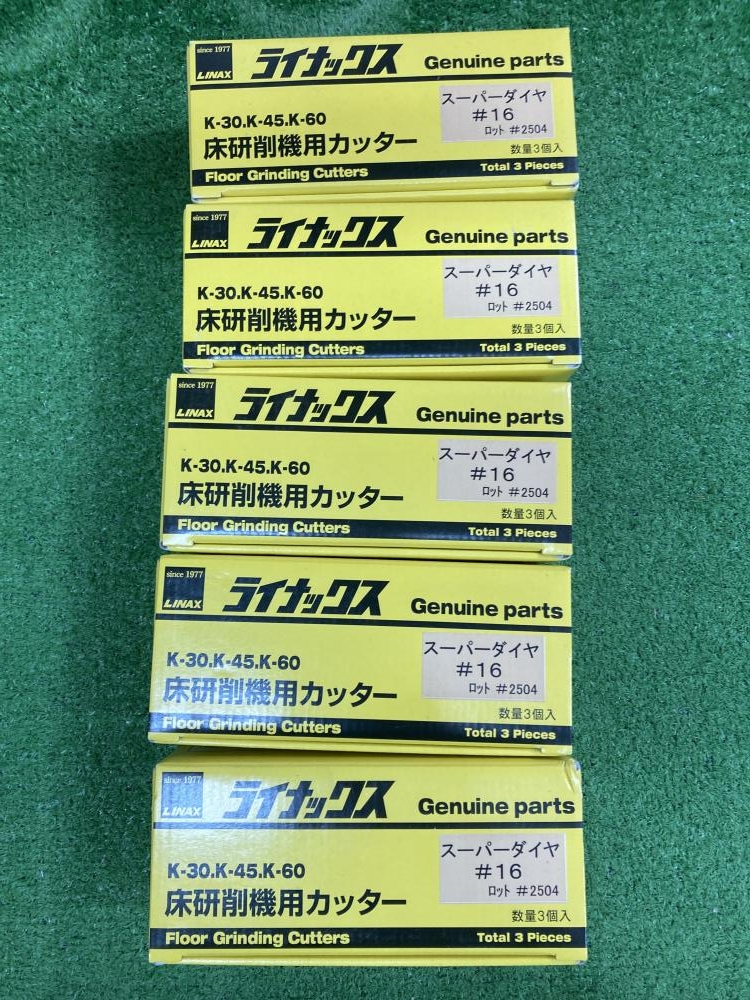 since 1977
LINAX
ライナックス
Genuine parts
スーパーダイヤ
#16
ロット #2504
K-30.K-45.K-60
床研削機用カッター
数量3個入
Floor Grinding Cutters
Total 3 Pieces
since 1977
LINAX
ライナックス
Genuine parts
スーパーダイヤ
#16
ロット #2504
K-30.K-45.K-60
床研削機用カッター
数量3個入
Floor Grinding Cutters
Total 3 Pieces
since 1977
LINAX
ライナックス
Genuine parts
スーパーダイヤ
#16
ロット #2504
K-30.K-45.K-60
床研削機用カッター
数量3個入
Floor Grinding Cutters
Total 3 Pieces
since 1977
LINAX
ライナックス
Genuine parts
スーパーダイヤ
#16
ロット #2504
K-30.K-45.K-60
床研削機用カッター
数量3個入
Floor Grinding Cutters
Total 3 Pieces
since 1977
LINAX
ライナックス
Genuine parts
スーパーダイヤ
#16
ロット #2504
K-30.K-45.K-60
床研削機用カッター
数量3個入
Floor Grinding Cutters
Total 3 Pieces